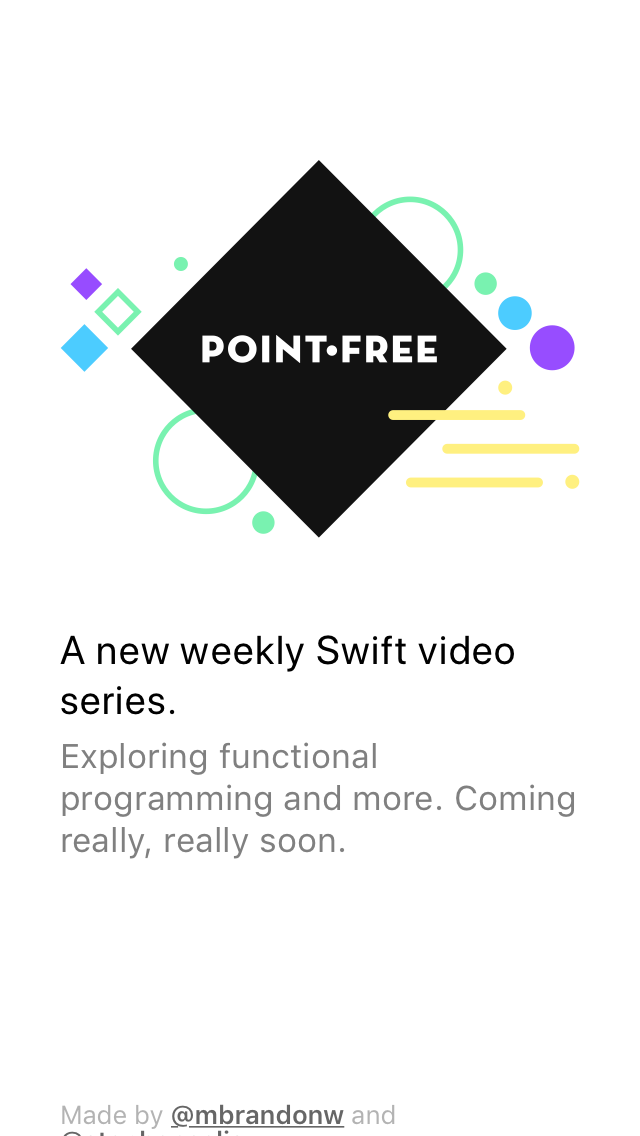 POINT•FREE
A new weekly Swift video
series.
Exploring functional
programming and more. Coming
really, really soon.
Made by @mbrandonw and